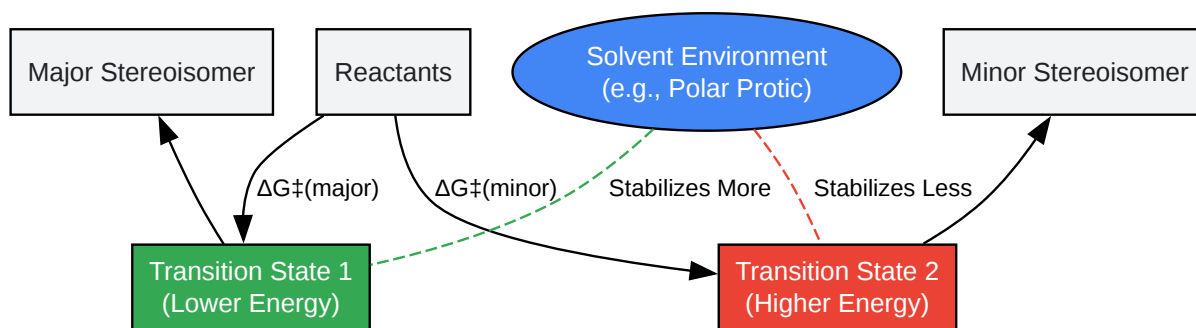 Major Stereoisomer
Reactants
Solvent Environment
(e.g., Polar Protic)
Minor Stereoisomer
ΔG‡(major)
ΔG‡(minor)
Stabilizes More
Stabilizes Less
Transition State 1
(Lower Energy)
Transition State 2
(Higher Energy)